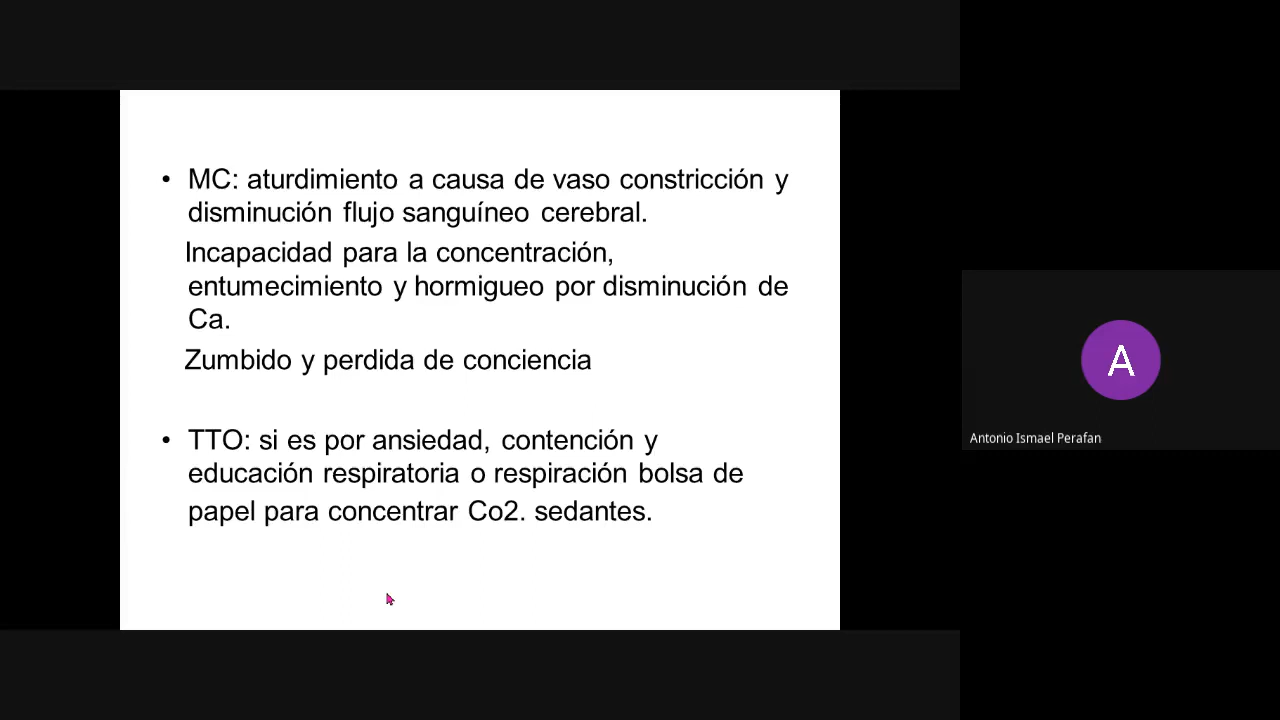 • MC: aturdimiento a causa de vaso constricción y
disminución flujo sanguíneo cerebral.
Incapacidad para la concentración,
entumecimiento y hormigueo por disminución de
Ca.
Zumbido y perdida de conciencia
• TTO: si es por ansiedad, contención y
educación respiratoria o respiración bolsa de
papel para concentrar Co2. sedantes.
A
Antonio Ismael Perafan